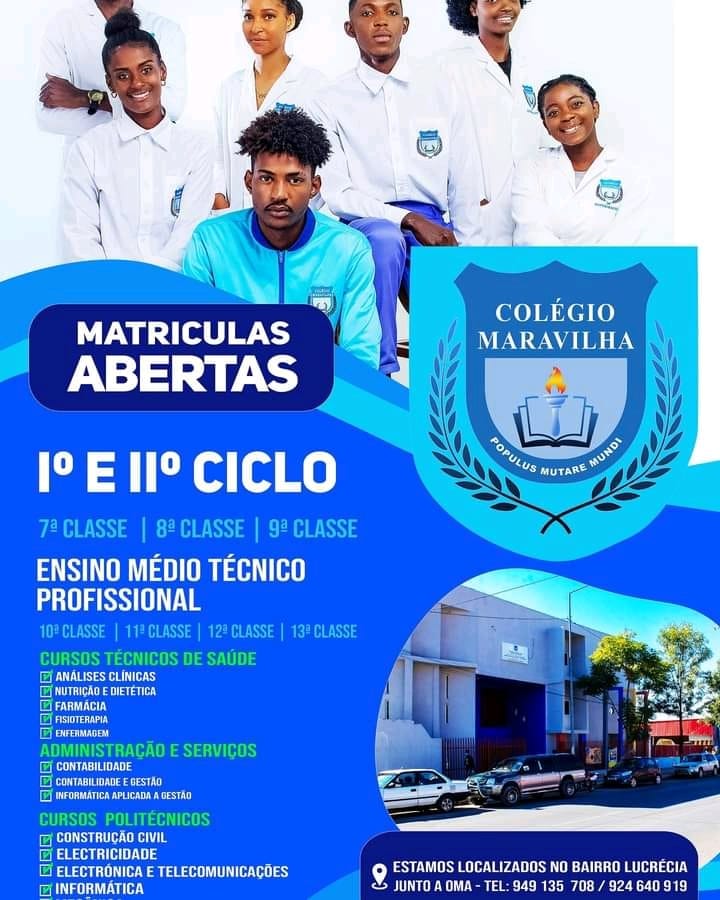 MATRICULAS
ABERTAS
COLÉGIO
MARAVILHA
POPULUS MUTARE MUNDI
Iº E IIº CICLO
7ª CLASSE | 8ª CLASSE | 9ª CLASSE
ENSINO MÉDIO TÉCNICO
PROFISSIONAL
10ª CLASSE | 11ª CLASSE | 12ª CLASSE | 13ª CLASSE
CURSOS TÉCNICOS DE SAÚDE
ANÁLISES CLÍNICAS
NUTRIÇÃO E DIETÉTICA
FARMÁCIA
FISIOTERAPIA
ENFERMAGEM
ADMINISTRAÇÃO E SERVIÇOS
CONTABILIDADE
CONTABILIDADE E GESTÃO
INFORMÁTICA APLICADA A GESTÃO
CURSOS POLITÉCNICOS
CONSTRUÇÃO CIVIL
ELECTRICIDADE
ELECTRÓNICA E TELECOMUNICAÇÕES
INFORMÁTICA
ESTAMOS LOCALIZADOS NO BAIRRO LUCRÉCIA
JUNTO A OMA - TEL: 949 135 708 / 924 640 919